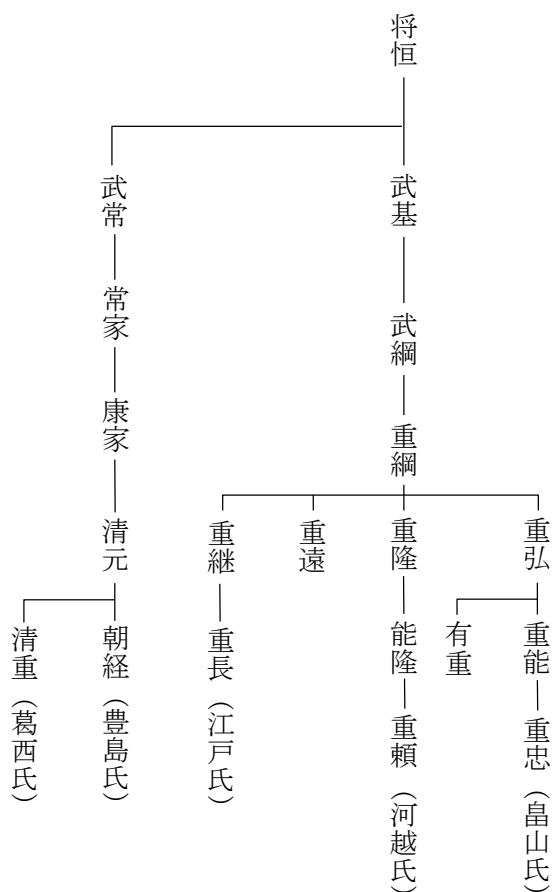 将恒
武基
武常
武綱
常家
重綱
康家
重弘
重隆
重遠
重継
清元
重能
有重
能隆
重長（江戸氏）
朝経（豊島氏）
清重（葛西氏）
重忠（畠山氏）
重頼（河越氏）